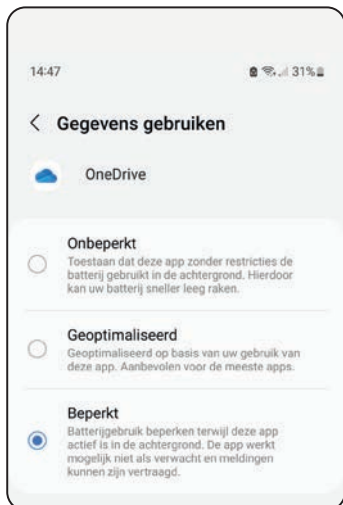 14:47 31%
Gegevens gebruiken
OneDrive
Onbeperkt
Toestaan dat deze app zonder restricties de
batterij gebruikt in de achtergrond. Hierdoor
kan uw batterij sneller leeg raken.
Geoptimaliseerd
Geoptimaliseerd op basis van uw gebruik van
deze app. Aanbevolen voor de meeste apps.
Beperkt
Batterijgebruik beperken terwijl deze app
actief is in de achtergrond. De app werkt
mogelijk niet als verwacht en meldingen
kunnen zijn vertraagd.